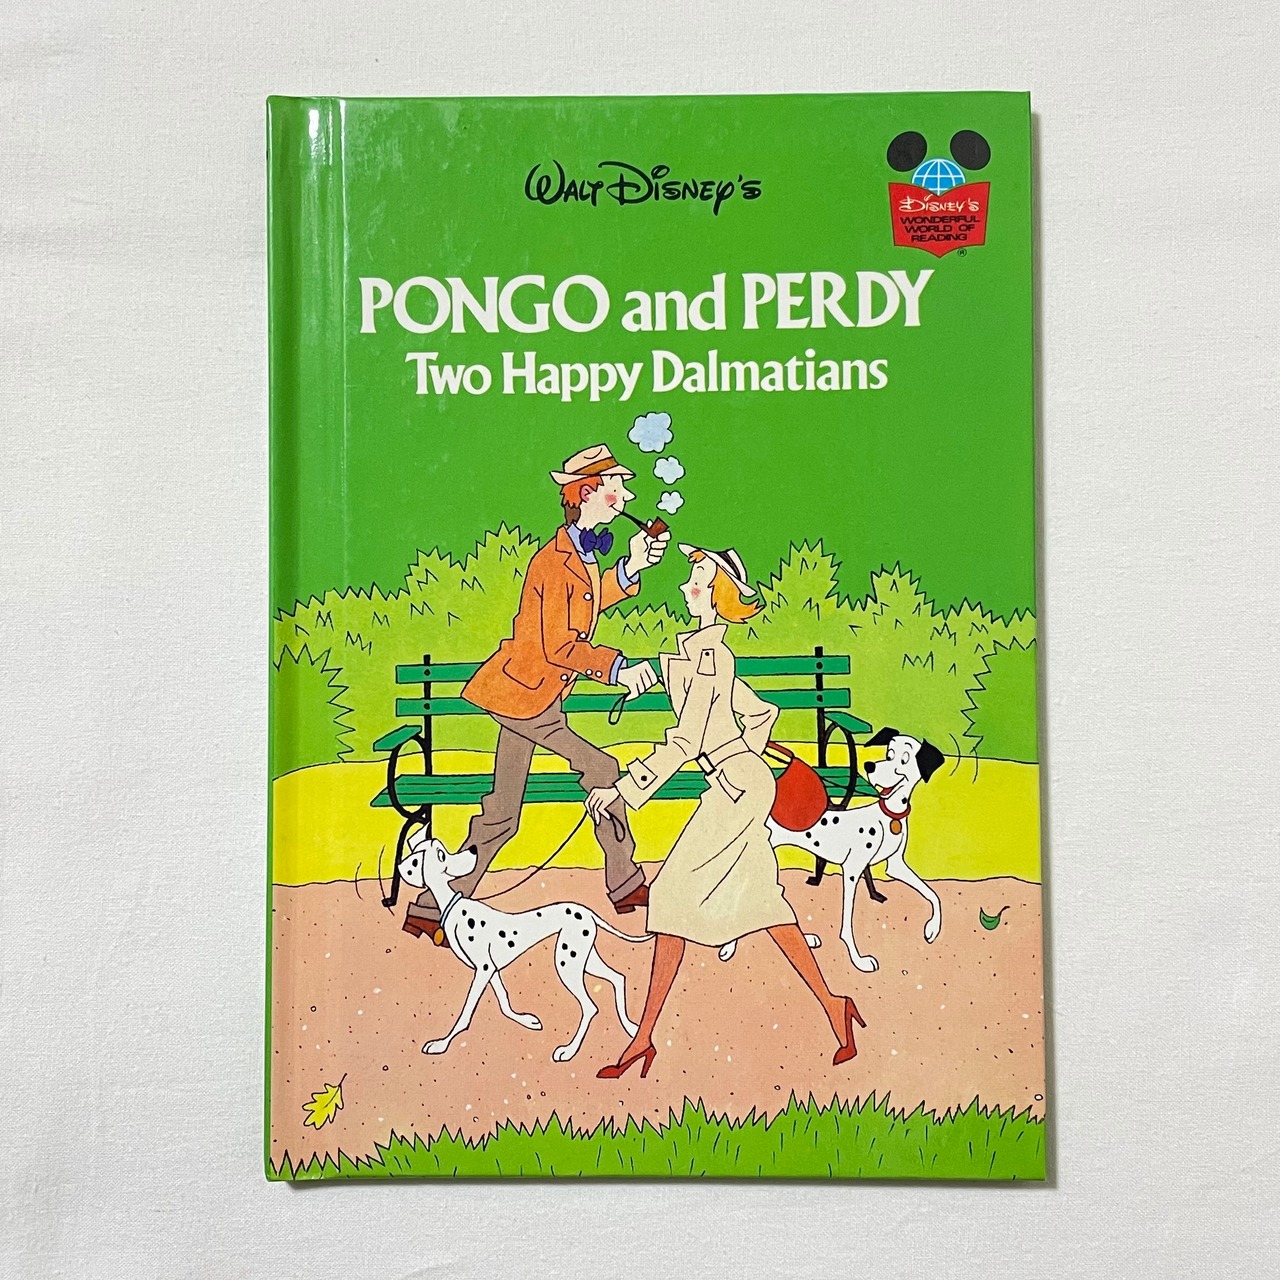 WALT DISNEY'S
DISNEY'S
WONDERFUL
WORLD OF
READING
®
PONGO and PERDY
Two Happy Dalmatians